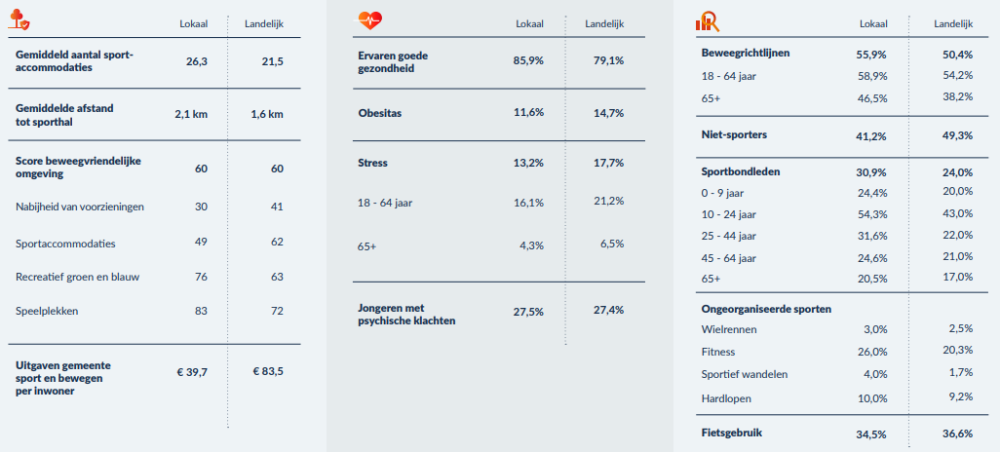 Lokaal Landelijk
Gemiddeld aantal sport-
accommodaties 26,3 21,5
Gemiddelde afstand
tot sporthal 2,1 km 1,6 km
Score beweegvriendelijke
omgeving 60 60
Nabijheid van voorzieningen 30 41
Sportaccommodaties 49 62
Recreatief groen en blauw 76 63
Speelplekken 83 72
Uitgaven gemeente
sport en bewegen € 39,7 € 83,5
per inwoner
Lokaal Landelijk
Ervaren goede
gezondheid 85,9% 79,1%
Obesitas 11,6% 14,7%
Stress 13,2% 17,7%
18 - 64 jaar 16,1% 21,2%
65+ 4,3% 6,5%
Jongeren met
psychische klachten 27,5% 27,4%
Lokaal Landelijk
Beweegrichtlijnen 55,9% 50,4%
18 - 64 jaar 58,9% 54,2%
65+ 46,5% 38,2%
Niet-sporters 41,2% 49,3%
Sportbondleden 30,9% 24,0%
0 - 9 jaar 24,4% 20,0%
10 - 24 jaar 54,3% 43,0%
25 - 44 jaar 31,6% 22,0%
45 - 64 jaar 24,6% 21,0%
65+ 20,5% 17,0%
Ongeorganiseerde sporten
Wielrennen 3,0% 2,5%
Fitness 26,0% 20,3%
Sportief wandelen 4,0% 1,7%
Hardlopen 10,0% 9,2%
Fietsgebruik 34,5% 36,6%